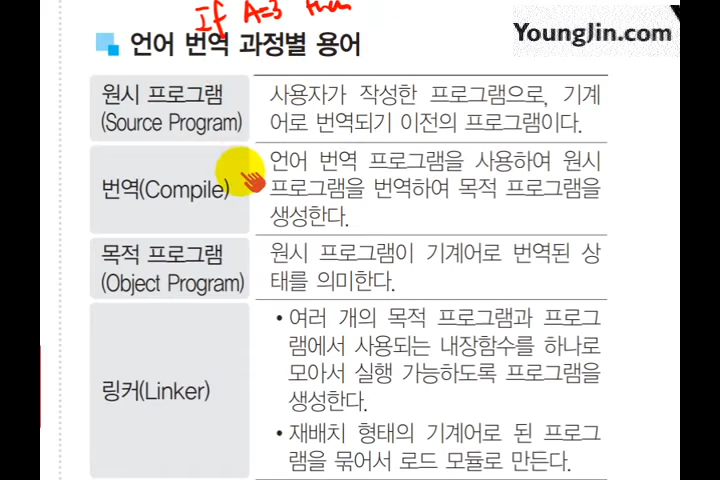 If A=3 then
YoungJin.com
언어 번역 과정별 용어
원시 프로그램
(Source Program)
사용자가 작성한 프로그램으로, 기계
어로 번역되기 이전의 프로그램이다.
번역(Compile)
언어 번역 프로그램을 사용하여 원시
프로그램을 번역하여 목적 프로그램을
생성한다.
목적 프로그램
(Object Program)
원시 프로그램이 기계어로 번역된 상
태를 의미한다.
링커(Linker)
• 여러 개의 목적 프로그램과 프로그
램에서 사용되는 내장함수를 하나로
모아서 실행 가능하도록 프로그램을
생성한다.
• 재배치 형태의 기계어로 된 프로그
램을 묶어서 로드 모듈로 만든다.